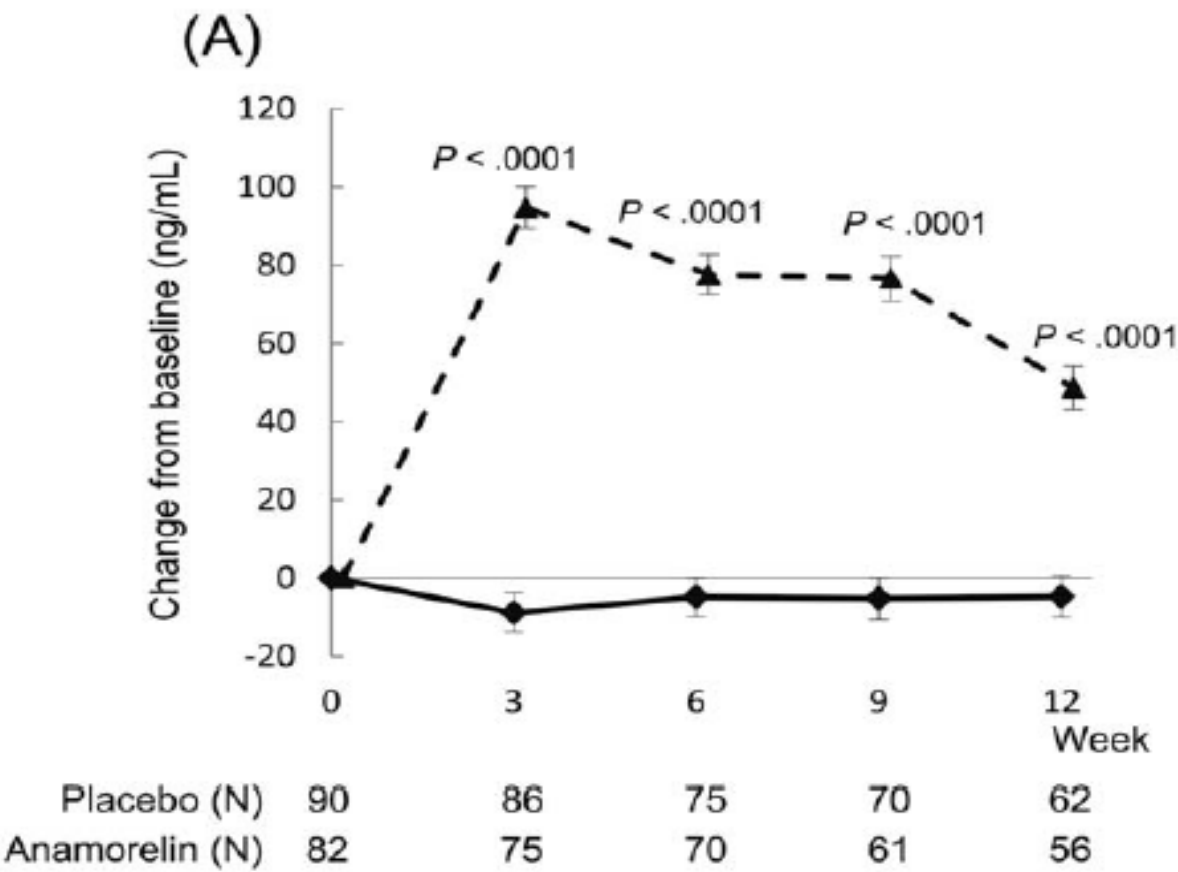 (A)
Change from baseline (ng/mL)
120
100
80
60
40
20
0
-20
P < .0001
P < .0001
P < .0001
P < .0001
0 3 6 9 12
Week
Placebo (N) 90 86 75 70 62
Anamorelin (N) 82 75 70 61 56